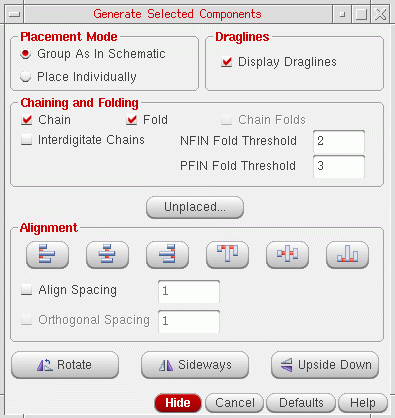 Generate Selected Components
Placement Mode
Group As In Schematic
Place Individually
Draglines
Display Draglines
Chaining and Folding
Chain Fold Chain Folds
Interdigitate Chains NFIN Fold Threshold 2
PFIN Fold Threshold 3
Unplaced...
Alignment
Align Spacing 1
Orthogonal Spacing 1
Rotate Sideways Upside Down
Hide Cancel Defaults Help